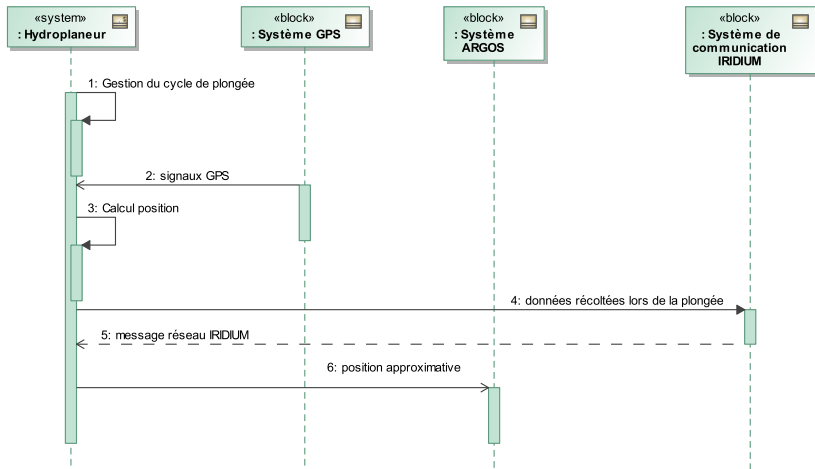 «system»
: Hydroplaneur
«block»
: Système GPS
«block»
: Système
ARGOS
«block»
: Système de
communication
IRIDIUM
1: Gestion du cycle de plongée
2: signaux GPS
3: Calcul position
4: données récoltées lors de la plongée
5: message réseau IRIDIUM
6: position approximative